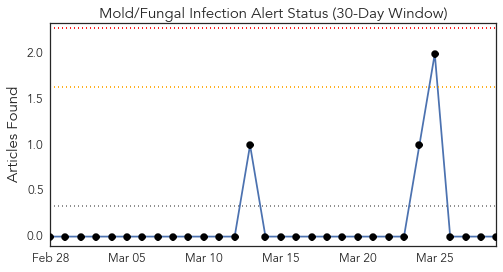 Mold/Fungal Infection Alert Status (30-Day Window)
Articles Found
2.0
1.5
1.0
0.5
0.0
Feb 28 Mar 05 Mar 10 Mar 15 Mar 20 Mar 25